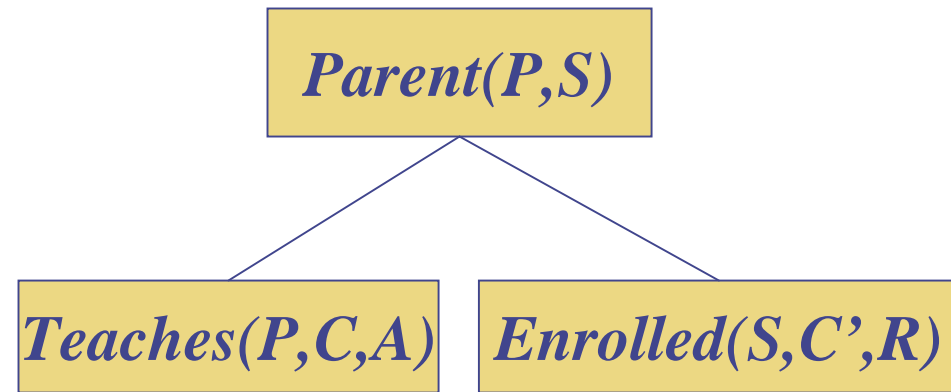 Parent(P,S)
Teaches(P,C,A)
Enrolled(S,C’,R)